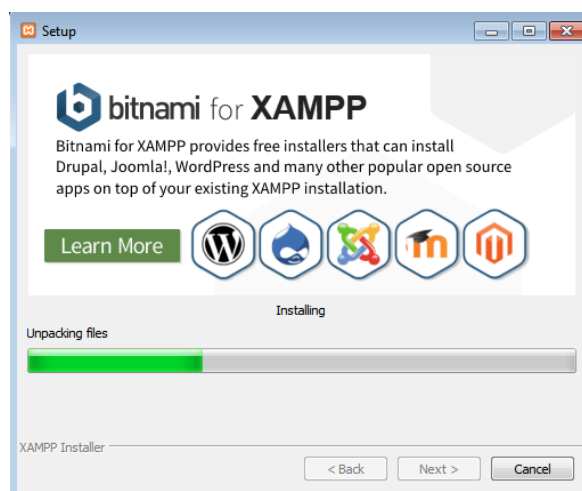 Setup
bitnami for XAMPP
Bitnami for XAMPP provides free installers that can install
Drupal, Joomla!, WordPress and many other popular open source
apps on top of your existing XAMPP installation.
Learn More
Installing
Unpacking files
XAMPP Installer
< Back Next > Cancel